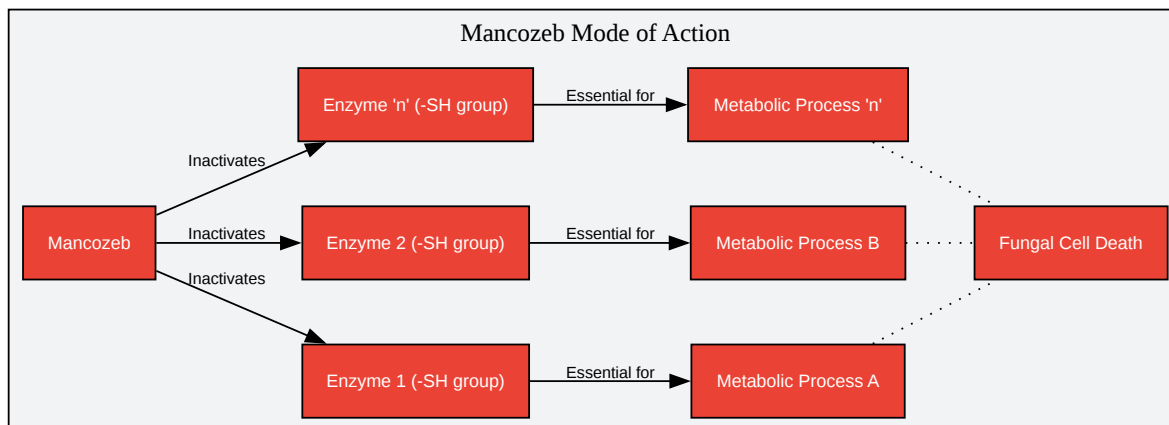 Mancozeb Mode of Action
Enzyme 'n' (-SH group)
Essential for
Metabolic Process 'n'
Inactivates
Mancozeb
Inactivates
Enzyme 2 (-SH group)
Essential for
Metabolic Process B
Fungal Cell Death
Inactivates
Enzyme 1 (-SH group)
Essential for
Metabolic Process A